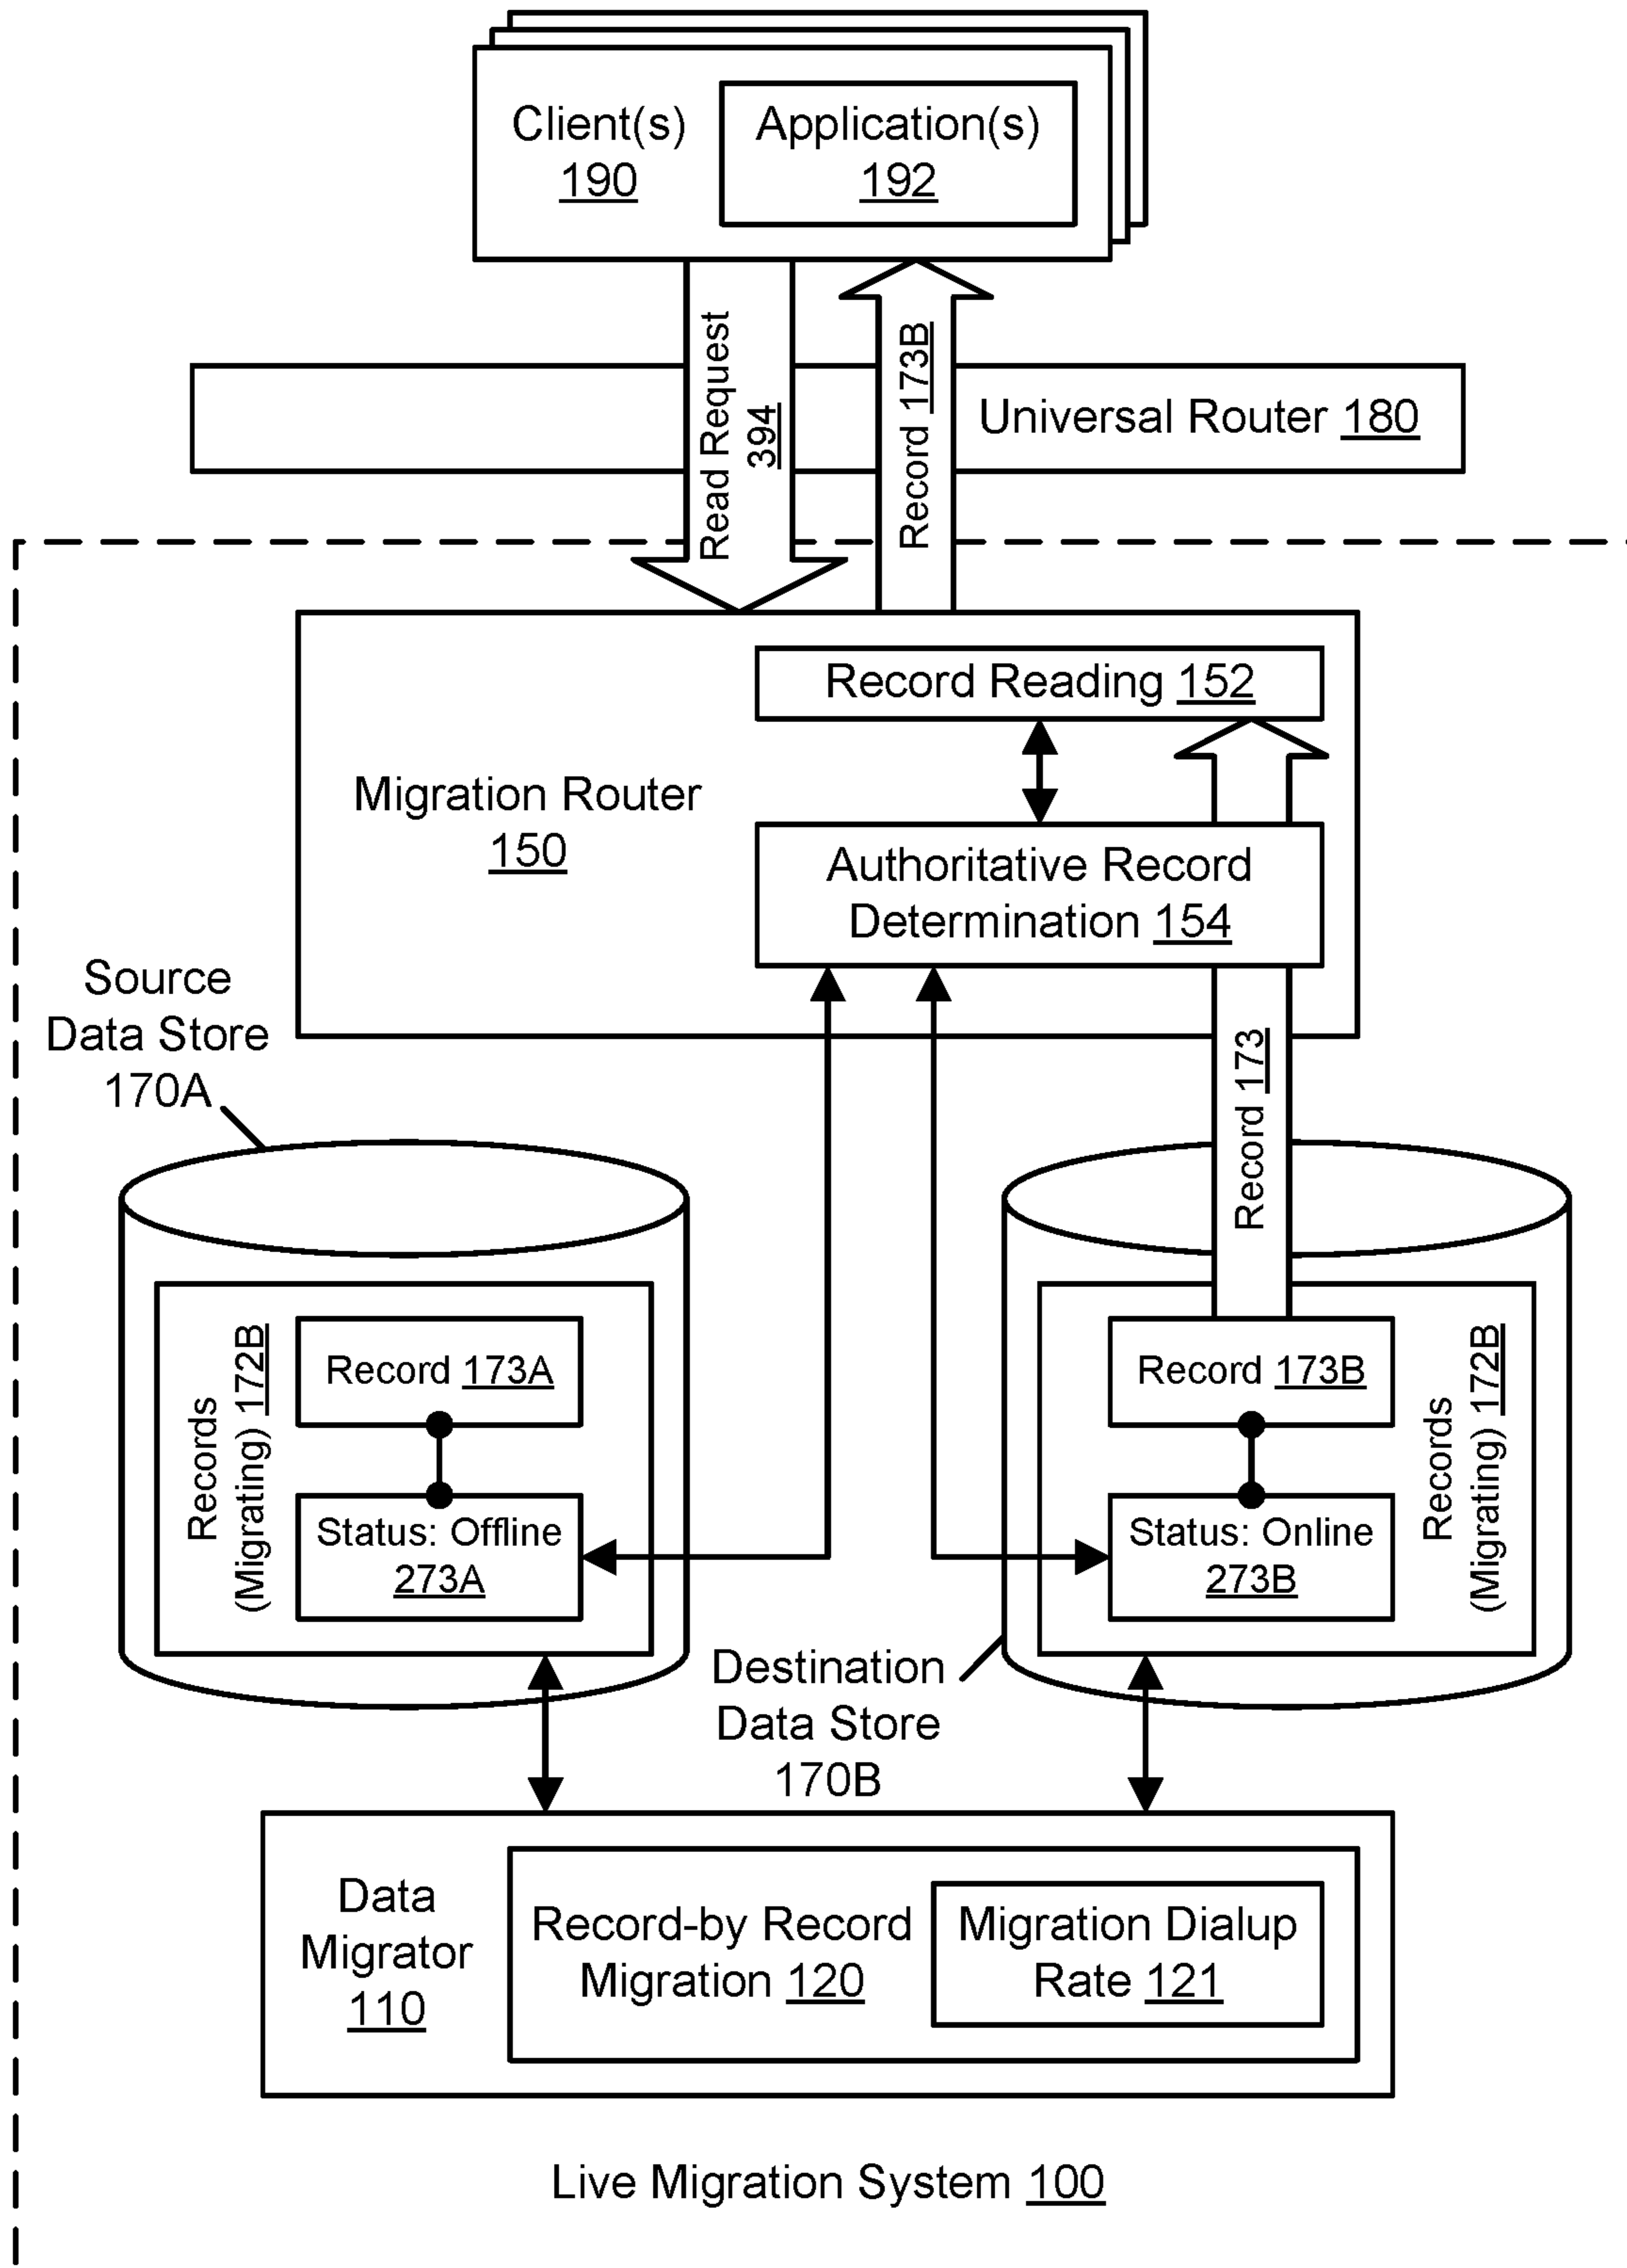 Client(s)
190
Application(s)
192
Read Request
394
Record 173B
Universal Router 180
Record Reading 152
Migration Router
150
Authoritative Record
Determination 154
Source
Data Store
170A
Record 173
Records
(Migrating) 172B
Record 173A
Status: Offline
273A
Record 173B
Status: Online
273B
Records
(Migrating) 172B
Destination
Data Store
170B
Data
Migrator
110
Record-by Record
Migration 120
Migration Dialup
Rate 121
Live Migration System 100